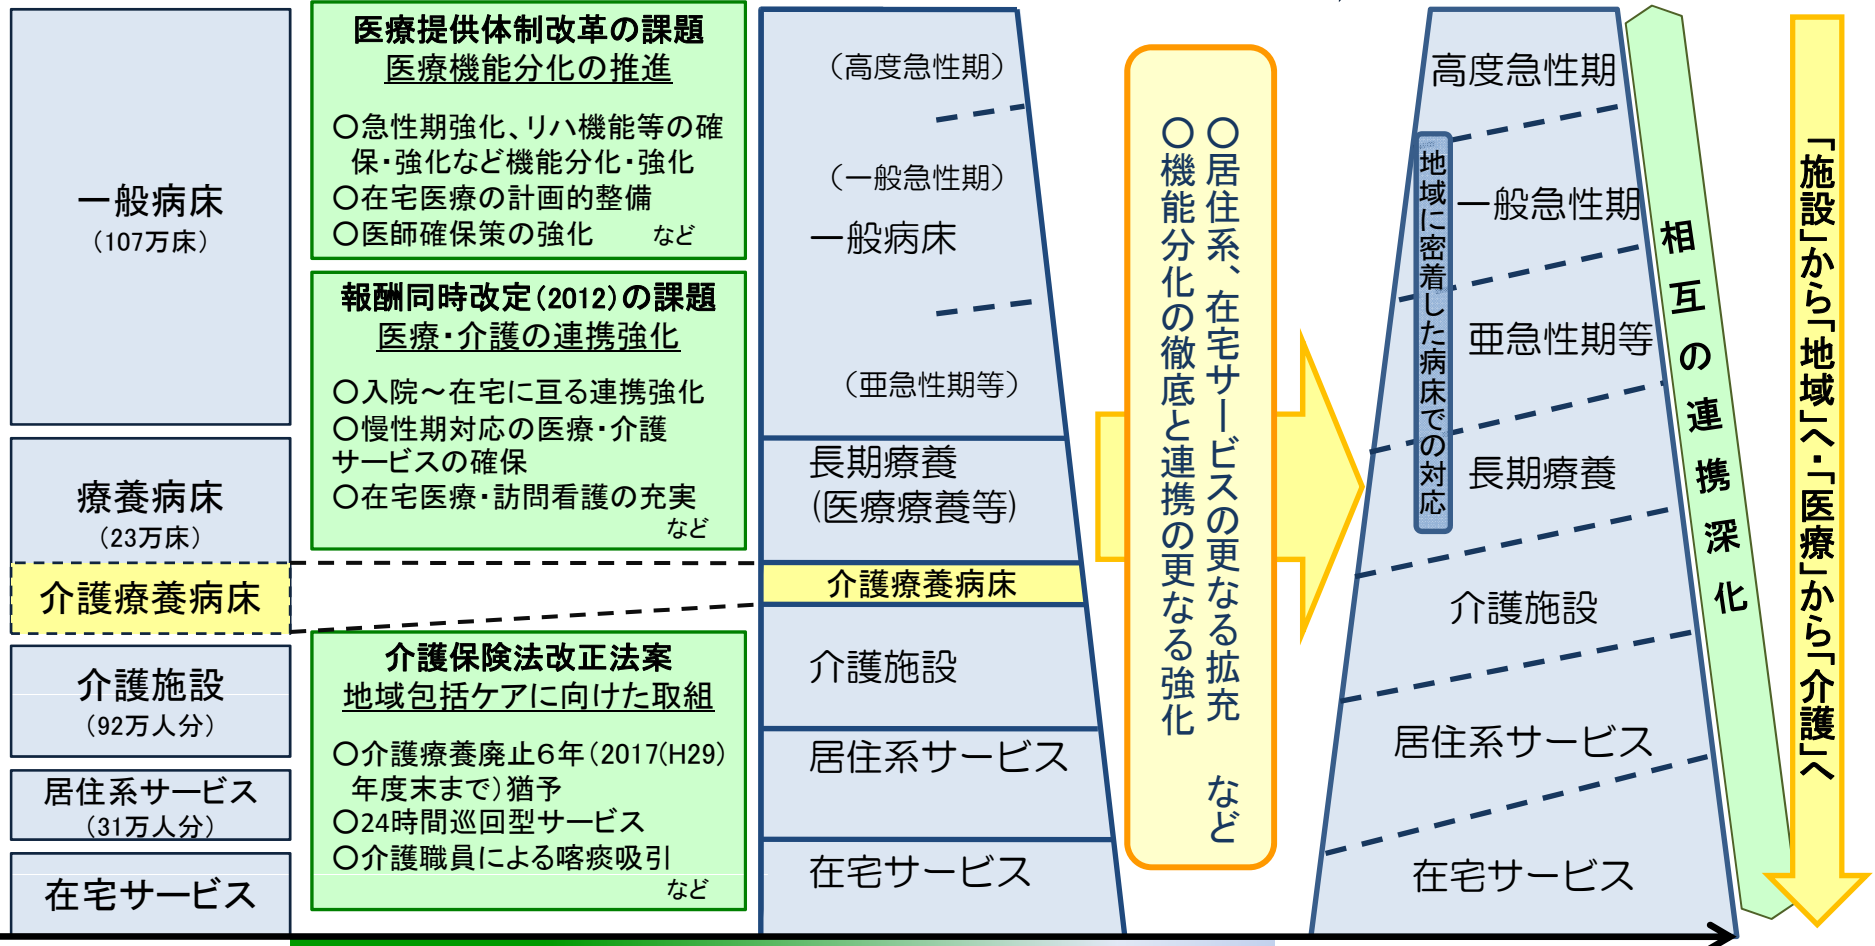 一般病床
（107万床）
療養病床
（23万床）
介護療養病床
介護施設
（92万人分）
居住系サービス
（31万人分）
在宅サービス
医療提供体制改革の課題
医療機能分化の推進
○急性期強化、リハ機能等の確
保・強化など機能分化・強化
○在宅医療の計画的整備
○医師確保策の強化　など
報酬同時改定（2012）の課題
医療・介護の連携強化
○入院～在宅に亘る連携強化
○慢性期対応の医療・介護
サービスの確保
○在宅医療・訪問看護の充実
など
介護保険法改正法案
地域包括ケアに向けた取組
○介護療養廃止６年（2017(H29)
年度末まで）猶予
○24時間巡回型サービス
○介護職員による喀痰吸引
など
（高度急性期）
（一般急性期）
一般病床
（亜急性期等）
長期療養
（医療療養等）
介護療養病床
介護施設
居住系サービス
在宅サービス
○居住系、在宅サービスの更なる拡充　など
○機能分化の徹底と連携の更なる強化
高度急性期
一般急性期
亜急性期等
長期療養
介護施設
居住系サービス
在宅サービス
地域に密着した病床での対応
相互の連携深化
「施設」から「地域」へ・「医療」から「介護」へ